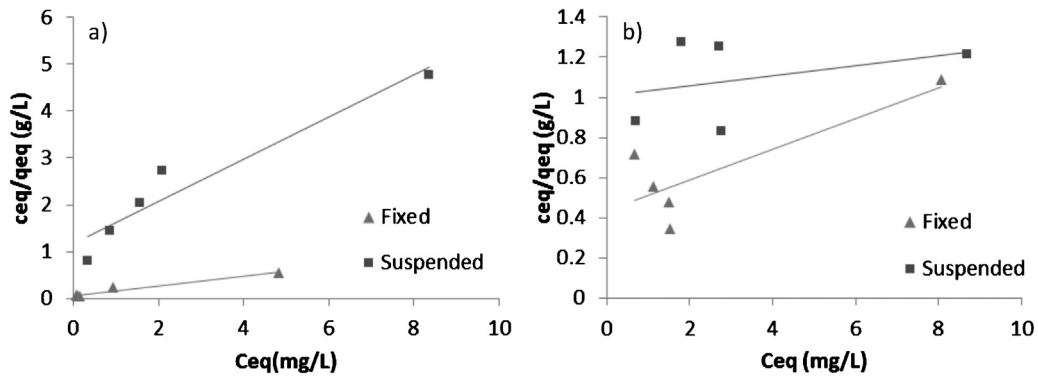 a)
ceq/qeq (g/L)
6
5
4
3
2
1
0
0 2 4 6 8 10
Ceq(mg/L)
Fixed
Suspended
b)
ceq/qeq (g/L)
1.4
1.2
1
0.8
0.6
0.4
0.2
0
0 2 4 6 8 10
Ceq (mg/L)
Fixed
Suspended